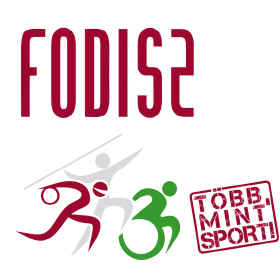 FODISZ
TÖBB,
MINT
SPORT!